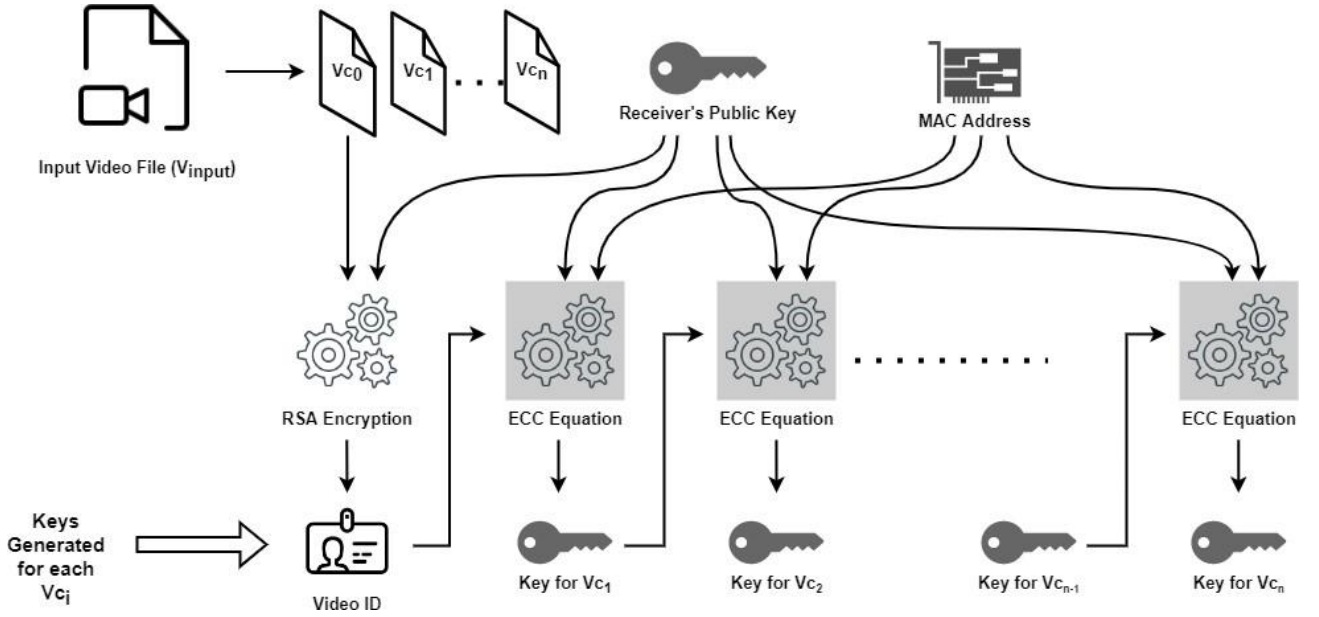 Vc0
Vc1
Vcn
Receiver's Public Key
MAC Address
Input Video File (Vinput)
RSA Encryption
ECC Equation
ECC Equation
ECC Equation
Keys
Generated
for each
Vci
Video ID
Key for Vc1
Key for Vc2
Key for Vcn-1
Key for Vcn